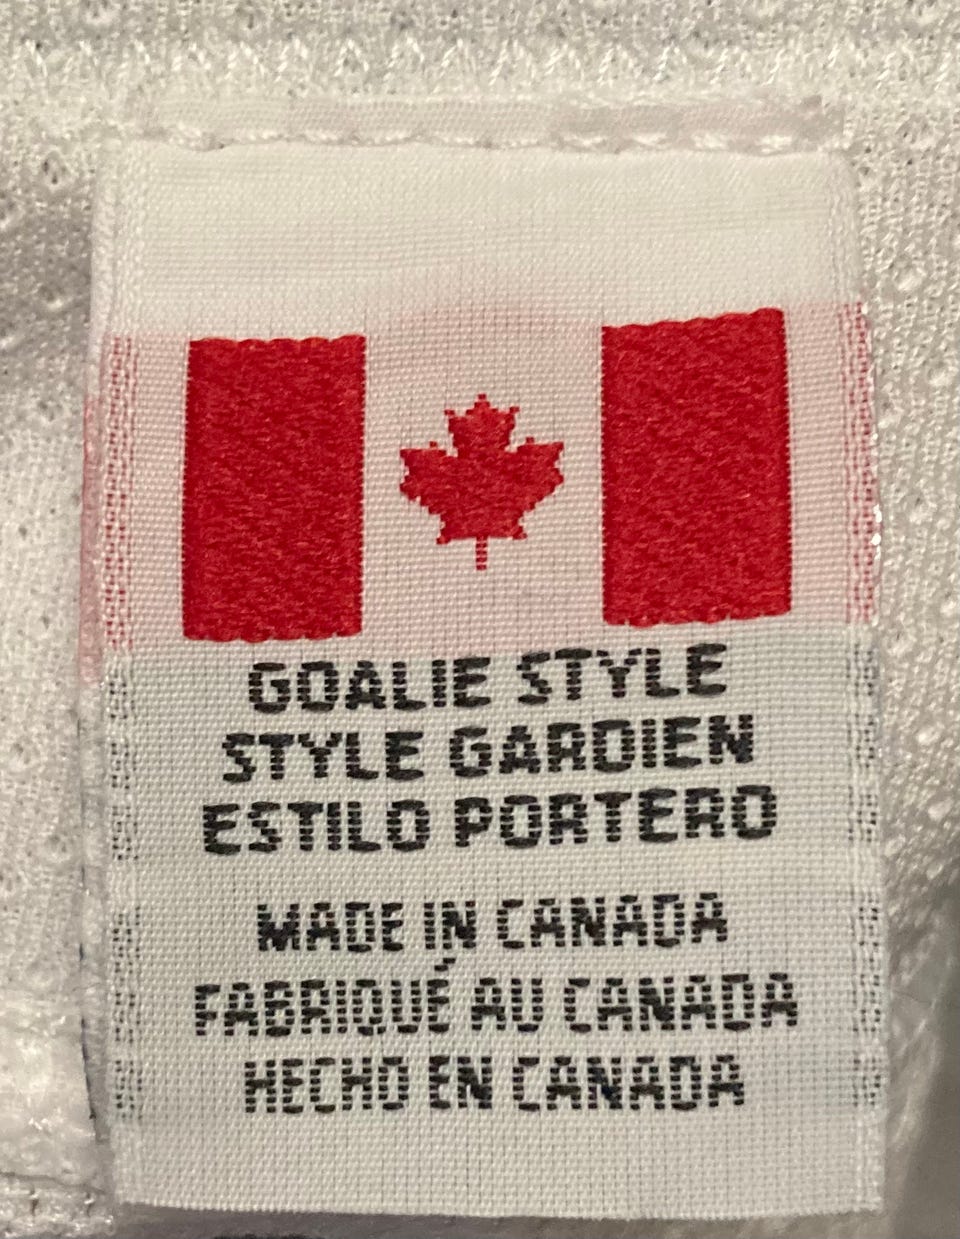 GOALIE STYLE
STYLE GARDIEN
ESTILO PORTERO
MADE IN CANADA
FABRIQUÉ AU CANADA
HECHO EN CANADA